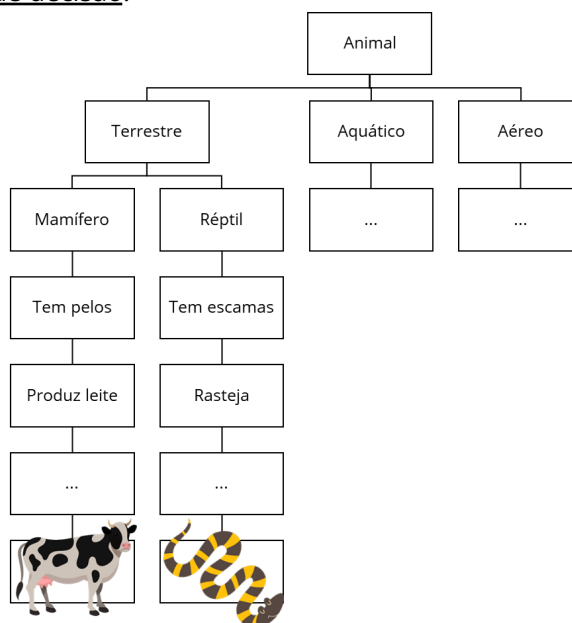 Animal
Terrestre Aquático Aéreo
Mamífero Réptil ... ...
Tem pelos Tem escamas
Produz leite Rasteja
... ...